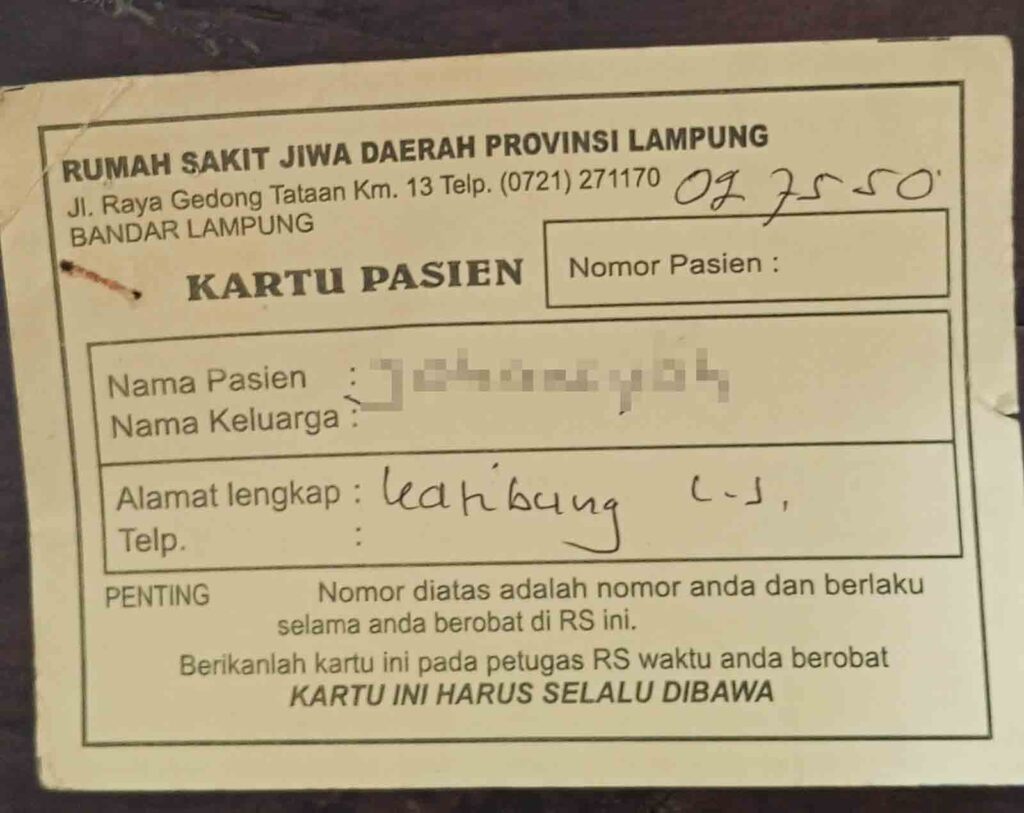 RUMAH SAKIT JIWA DAERAH PROVINSI LAMPUNG
Jl. Raya Gedong Tataan Km. 13 Telp. (0721) 271170
BANDAR LAMPUNG
027550
KARTU PASIEN
Nomor Pasien :
Nama Pasien :
Nama Keluarga :
Alamat lengkap : Katibung L-S.
Telp. :
PENTING Nomor diatas adalah nomor anda dan berlaku
selama anda berobat di RS ini.
Berikanlah kartu ini pada petugas RS waktu anda berobat
KARTU INI HARUS SELALU DIBAWA